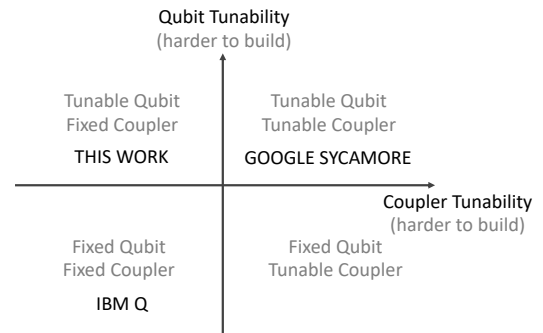 Qubit Tunability
(harder to build)
Tunable Qubit
Fixed Coupler
THIS WORK
Tunable Qubit
Tunable Coupler
GOOGLE SYCAMORE
Coupler Tunability
(harder to build)
Fixed Qubit
Fixed Coupler
IBM Q
Fixed Qubit
Tunable Coupler